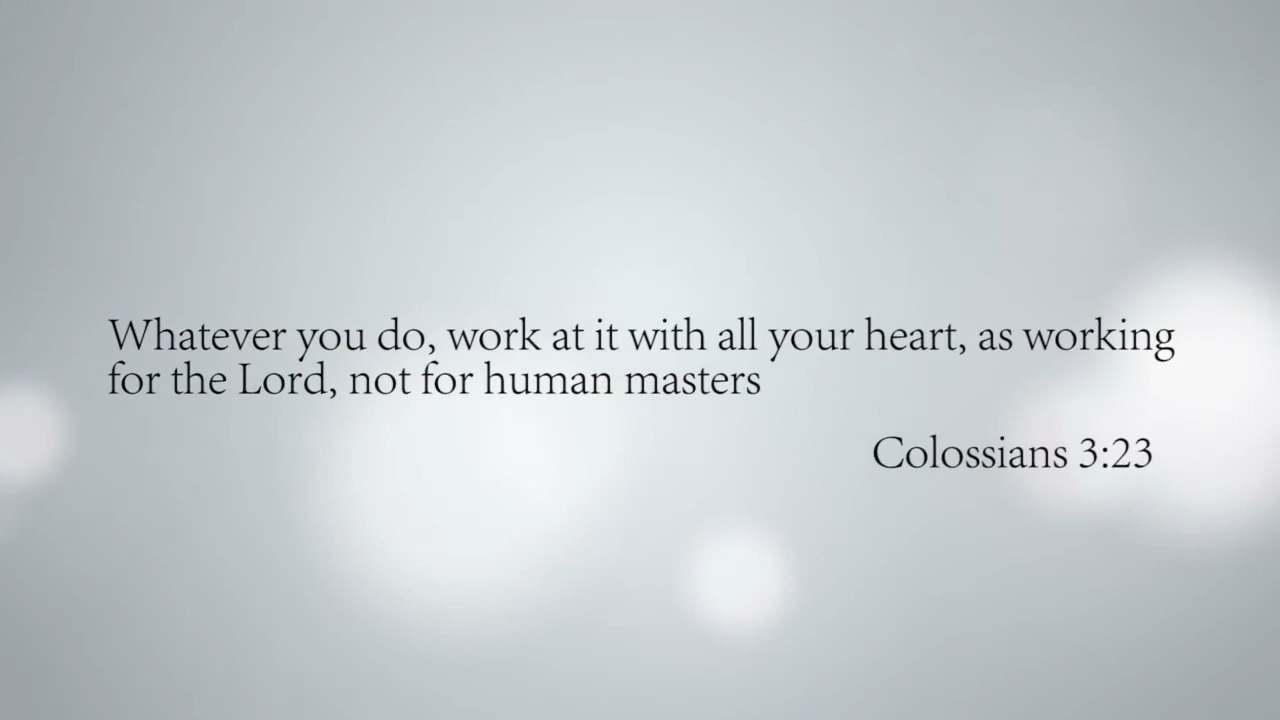 Whatever you do, work at it with all your heart, as working
for the Lord, not for human masters
Colossians 3:23